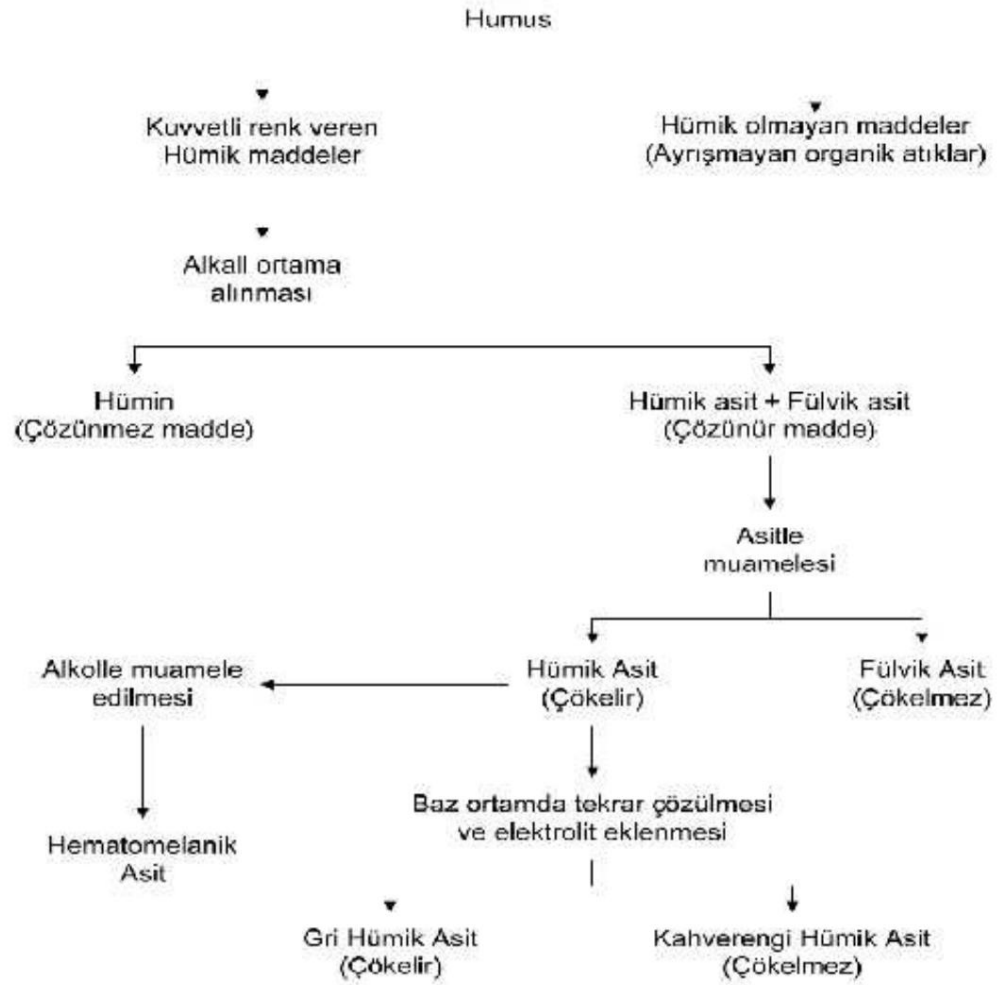 Humus
Kuvvetli renk veren
Hümik maddeler
Hümik olmayan maddeler
(Ayrışmayan organik atıklar)
Alkall ortama
alınması
Hümin
(Çözünmez madde)
Hümik asit + Fülvik asit
(Çözünür madde)
Asitle
muamelesi
Alkolle muamele
edilmesi
Hümik Asit
(Çökelir)
Fülvik Asit
(Çökelmez)
Baz ortamda tekrar çözülmesi
ve elektrolit eklenmesi
Hematomelanik
Asit
Gri Hümik Asit
(Çökelir)
Kahverengi Hümik Asit
(Çökelmez)